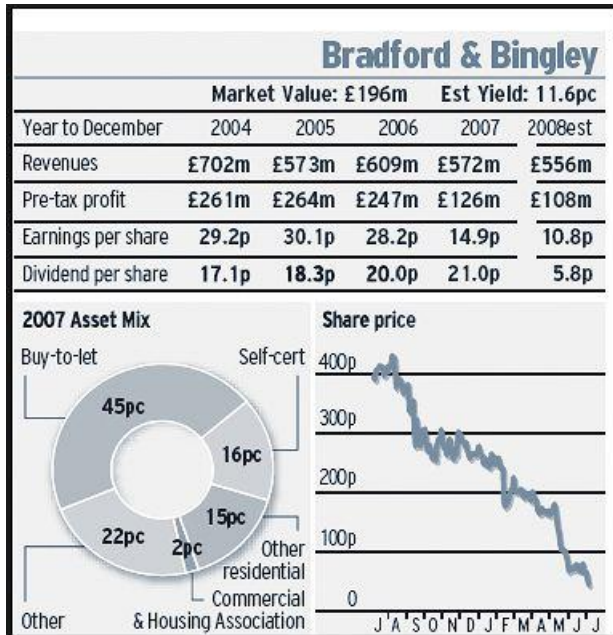 Bradford & Bingley
Market Value: £196m Est Yield: 11.6pc
Year to December 2004 2005 2006 2007 2008est
Revenues £702m £573m £609m £572m £556m
Pre-tax profit £261m £264m £247m £126m £108m
Earnings per share 29.2p 30.1p 28.2p 14.9p 10.8p
Dividend per share 17.1p 18.3p 20.0p 21.0p 5.8p
2007 Asset Mix
Buy-to-let
Self-cert
45pc
16pc
15pc
22pc
2pc
Other residential
Commercial
& Housing Association
Other
Share price
400p
300p
200p
100p
0
J A S O N D J F M A M J J